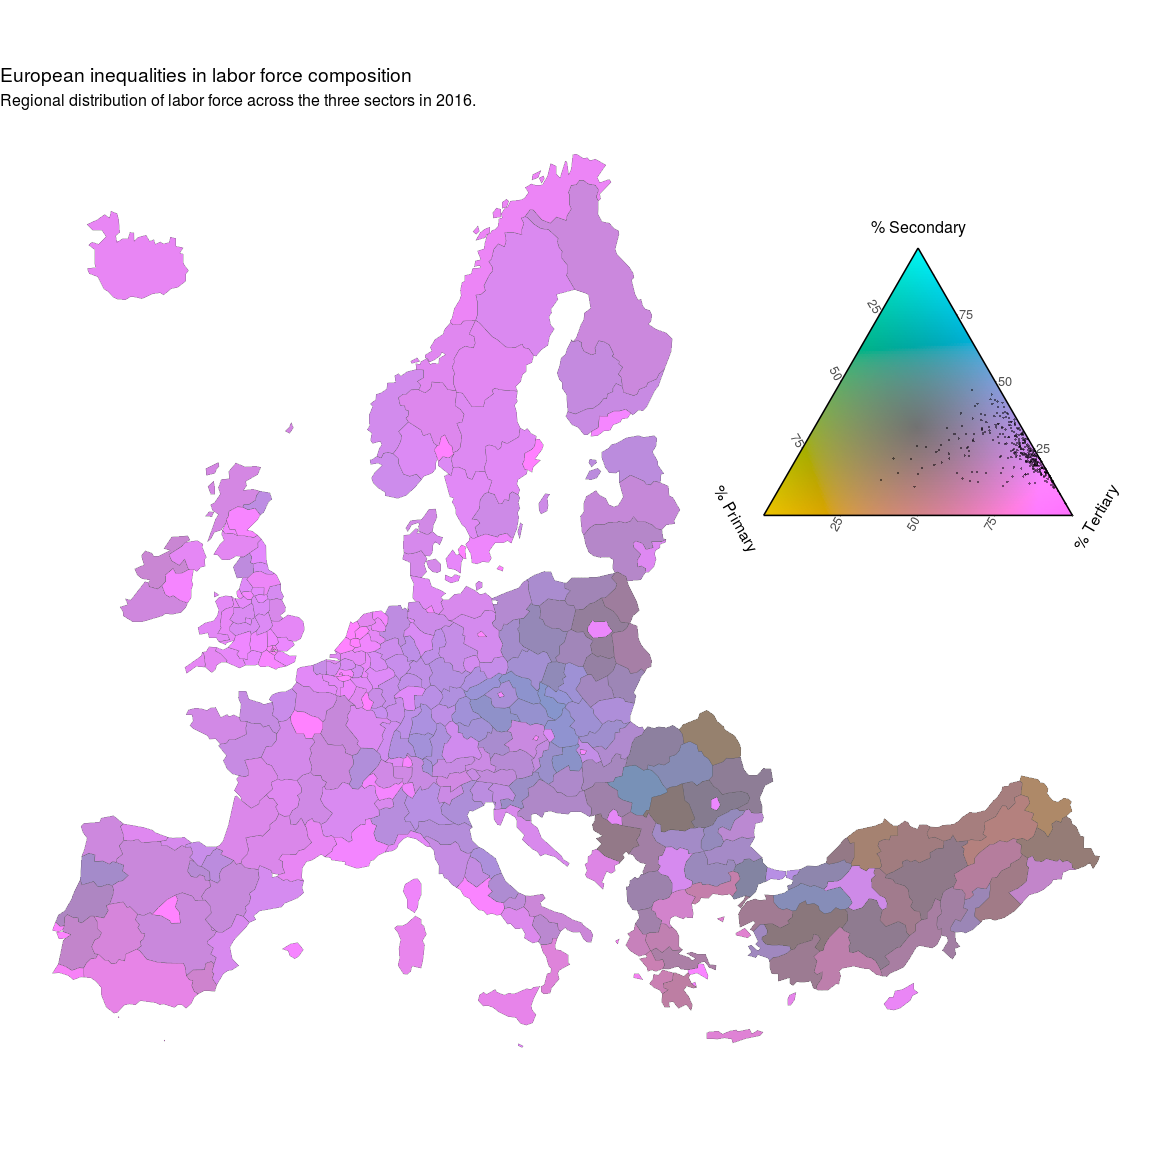 European inequalities in labor force composition
Regional distribution of labor force across the three sectors in 2016.
% Secondary
25
75
50
50
75
25
% Primary
25
50
75
% Tertiary